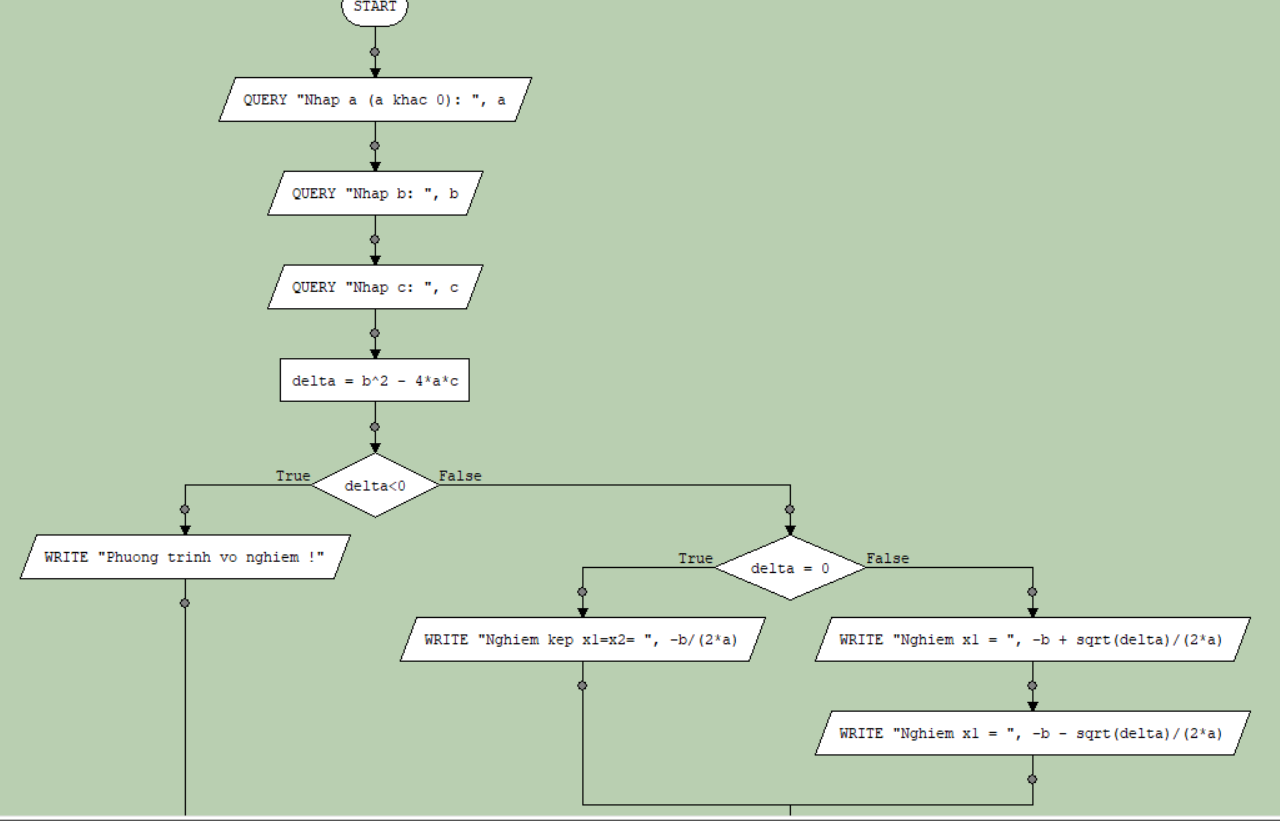 START
QUERY "Nhap a (a khac 0): ", a
QUERY "Nhap b: ", b
QUERY "Nhap c: ", c
delta = b^2 - 4*a*c
True
delta<0
False
WRITE "Phuong trinh vo nghiem !"
True
delta = 0
False
WRITE "Nghiem kep x1=x2= ", -b/(2*a)
WRITE "Nghiem x1 = ", -b + sqrt(delta)/(2*a)
WRITE "Nghiem x1 = ", -b - sqrt(delta)/(2*a)